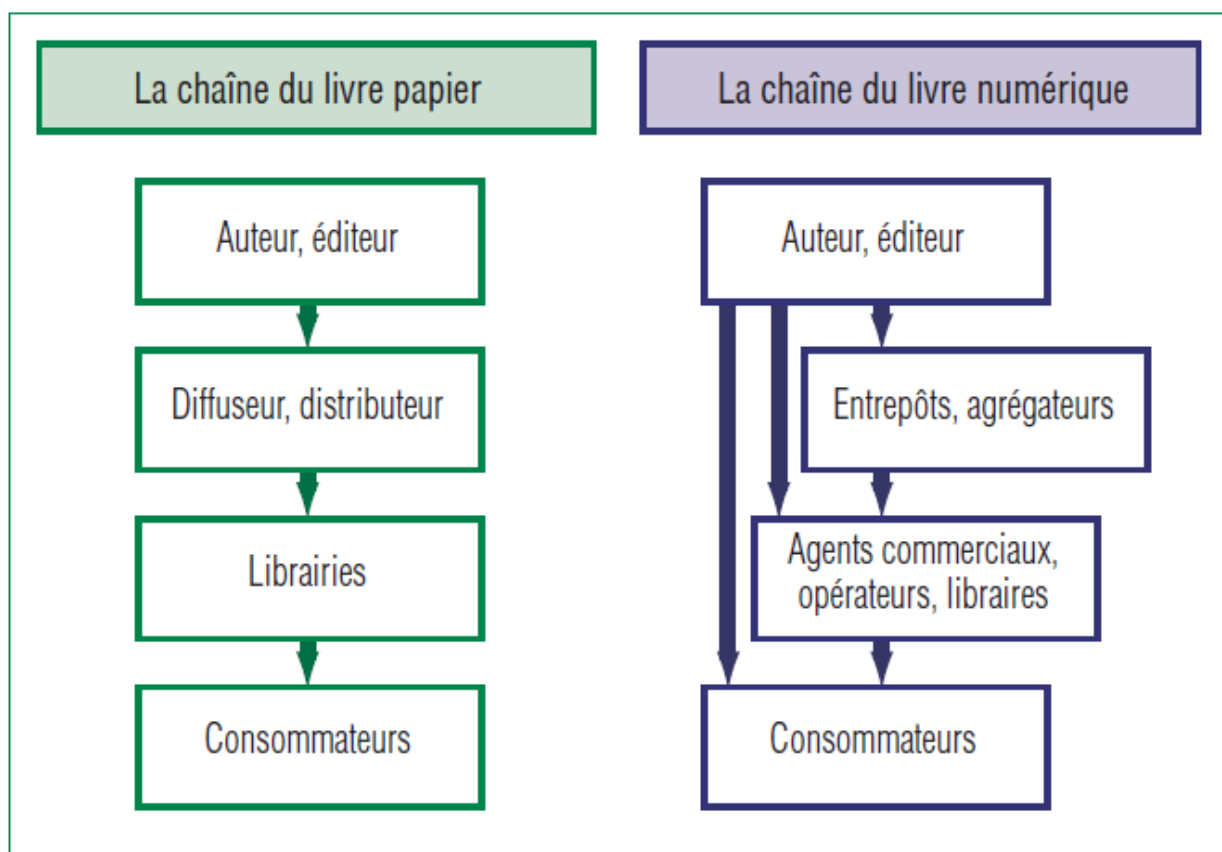 La chaîne du livre papier
Auteur, éditeur
Diffuseur, distributeur
Librairies
Consommateurs
La chaîne du livre numérique
Auteur, éditeur
Entrepôts, agrégateurs
Agents commerciaux,
opérateurs, libraires
Consommateurs